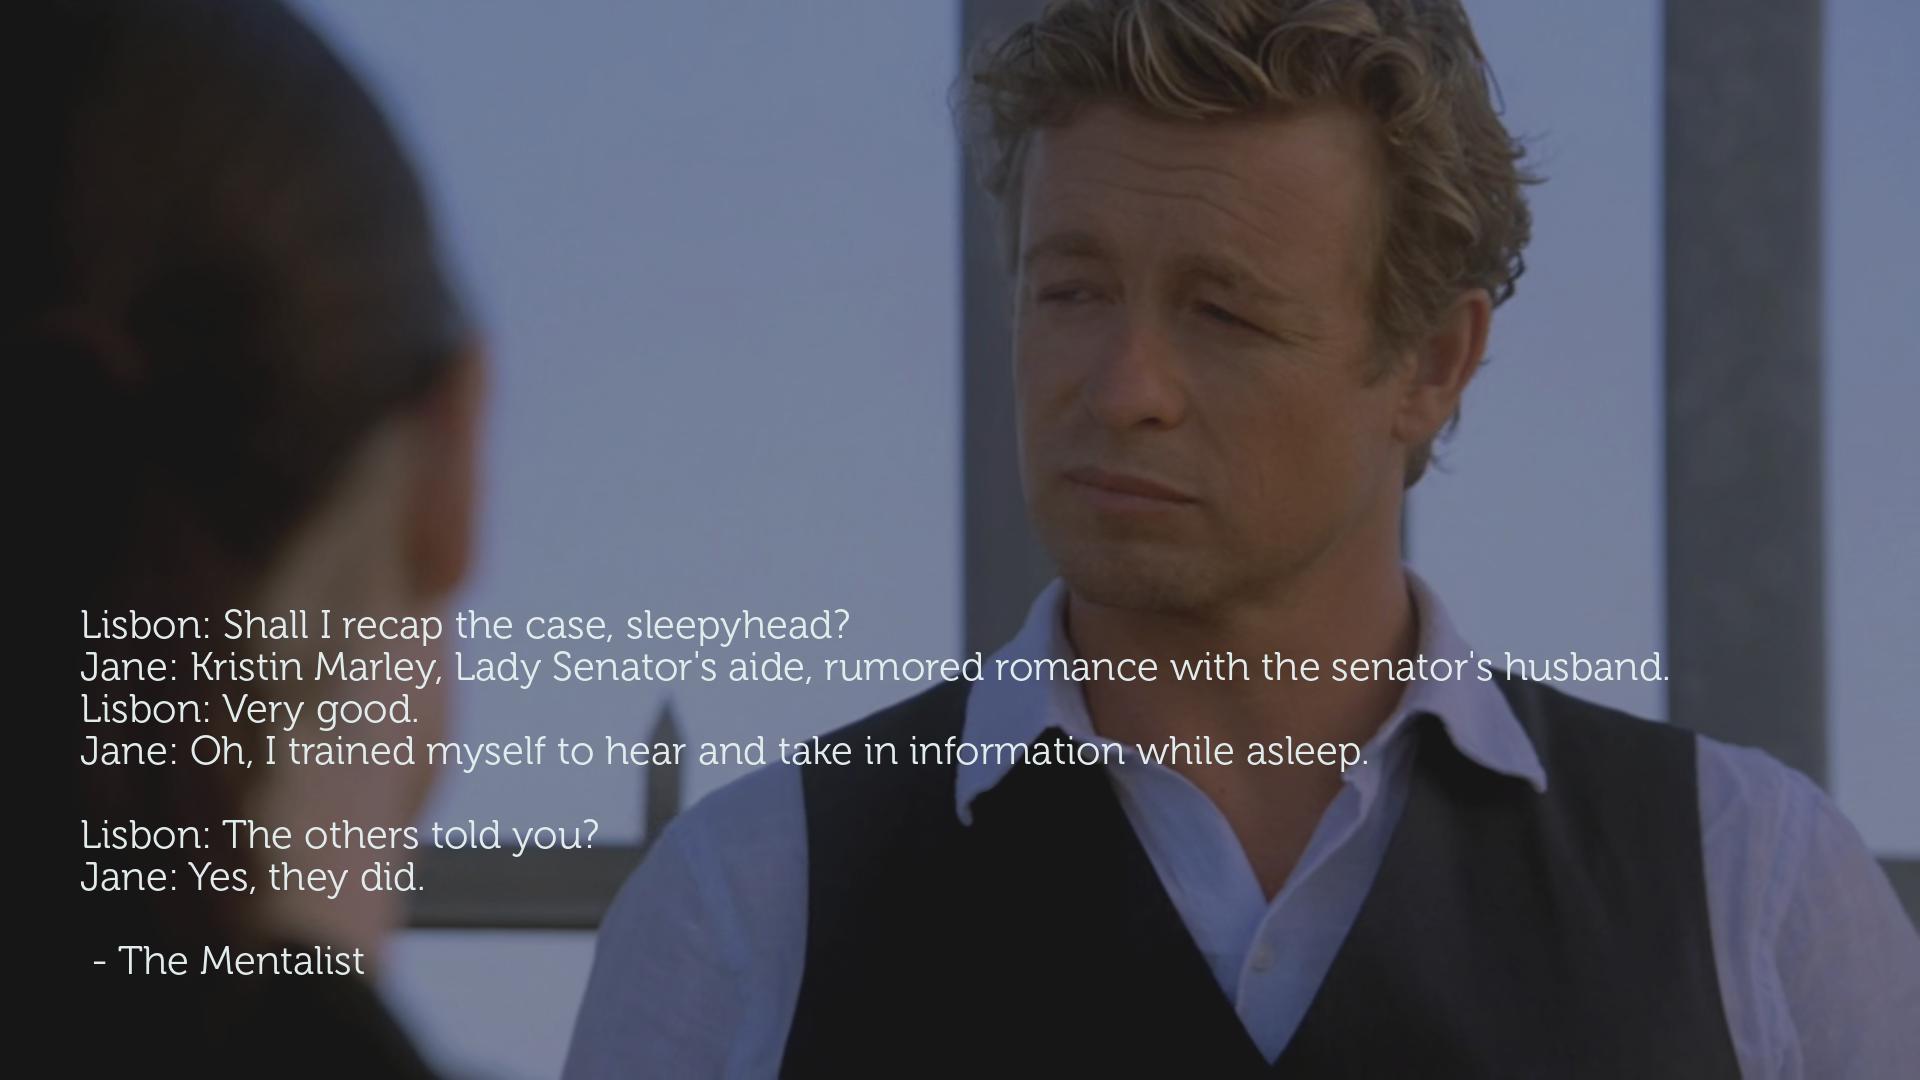 Lisbon: Shall I recap the case, sleepyhead?
Jane: Kristin Marley, Lady Senator's aide, rumored romance with the senator's husband.
Lisbon: Very good.
Jane: Oh, I trained myself to hear and take in information while asleep.
Lisbon: The others told you?
Jane: Yes, they did.
- The Mentalist